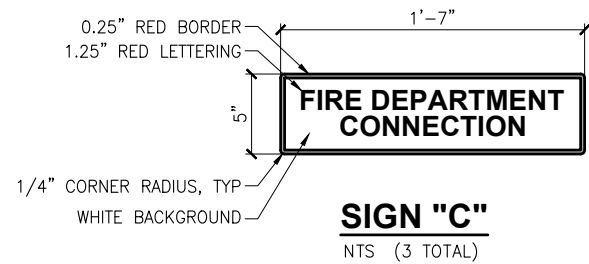 0.25" RED BORDER
1'-7"
1.25" RED LETTERING
5"
FIRE DEPARTMENT
CONNECTION
1/4" CORNER RADIUS, TYP
WHITE BACKGROUND
SIGN "C"
NTS (3 TOTAL)